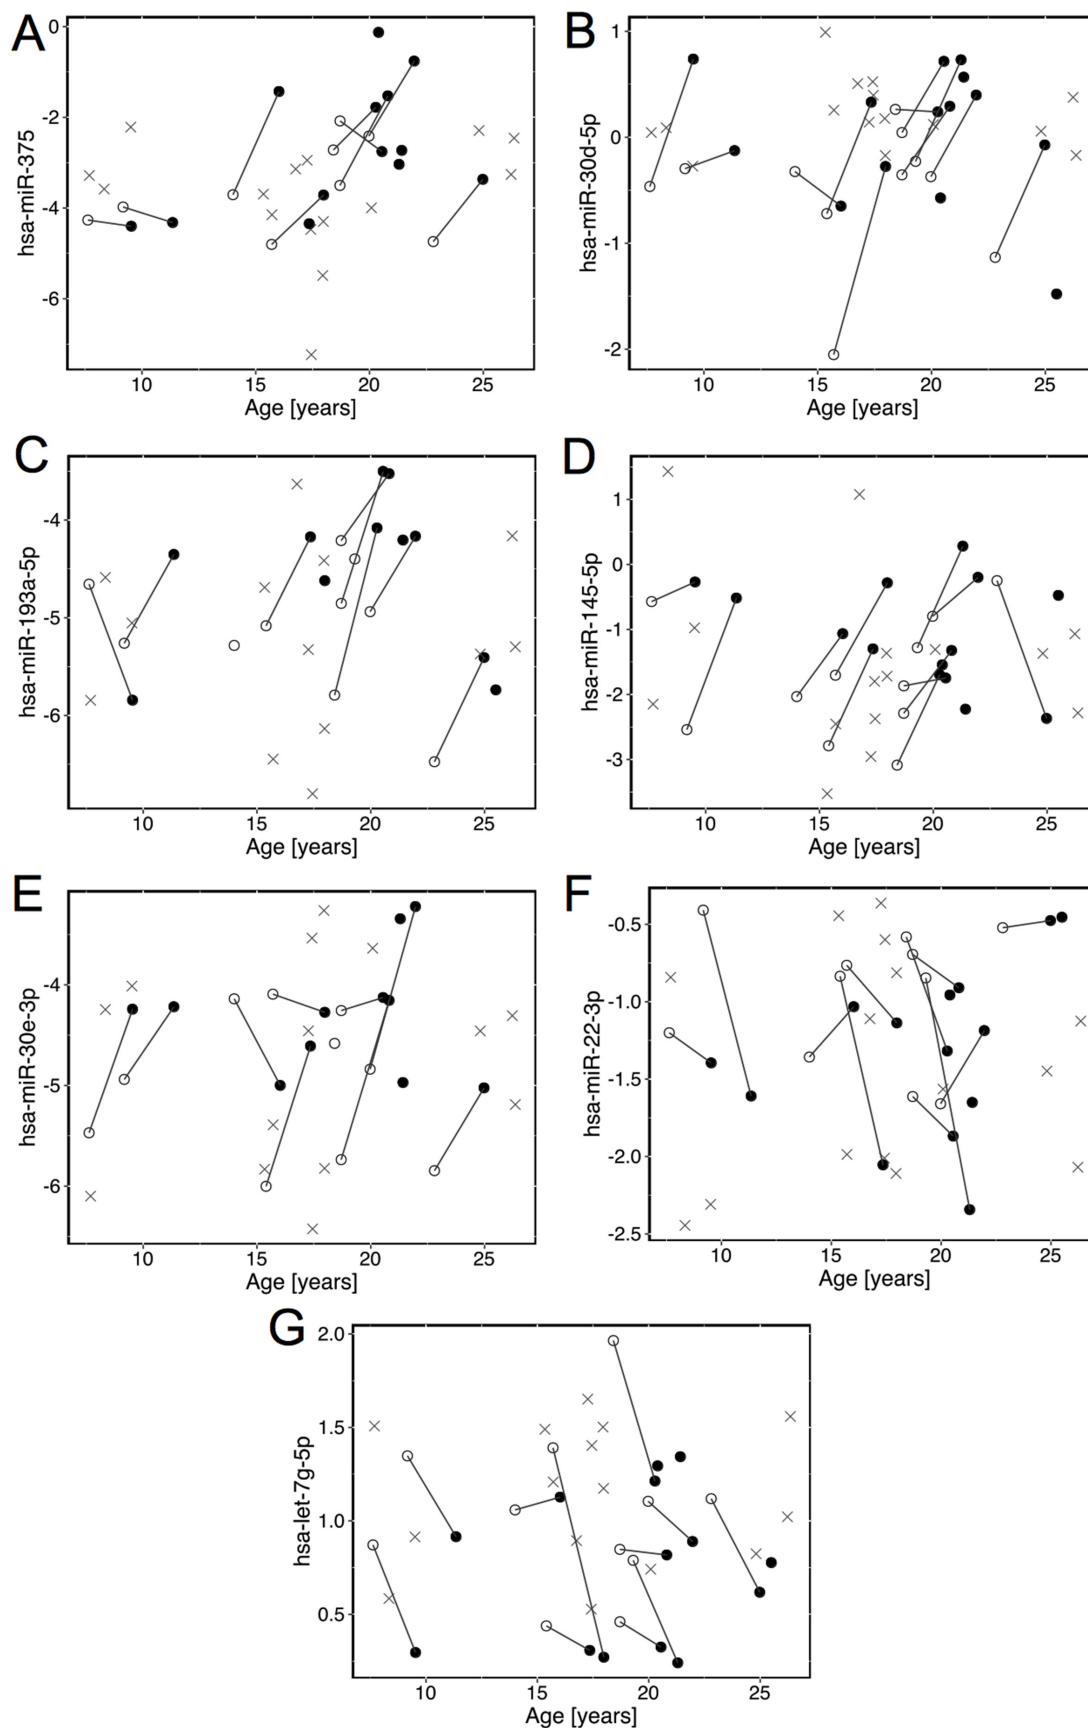 A
hsa-miR-375
0
-2
-4
-6
10 15 20 25
Age [years]
B
hsa-miR-30d-5p
1
0
-1
-2
10 15 20 25
Age [years]
C
hsa-miR-193a-5p
-4
-5
-6
10 15 20 25
Age [years]
D
hsa-miR-145-5p
1
0
-1
-2
-3
10 15 20 25
Age [years]
E
hsa-miR-30e-3p
-4
-5
-6
10 15 20 25
Age [years]
F
hsa-miR-22-3p
-0.5
-1.0
-1.5
-2.0
-2.5
10 15 20 25
Age [years]
G
hsa-let-7g-5p
2.0
1.5
1.0
0.5
10 15 20 25
Age [years]